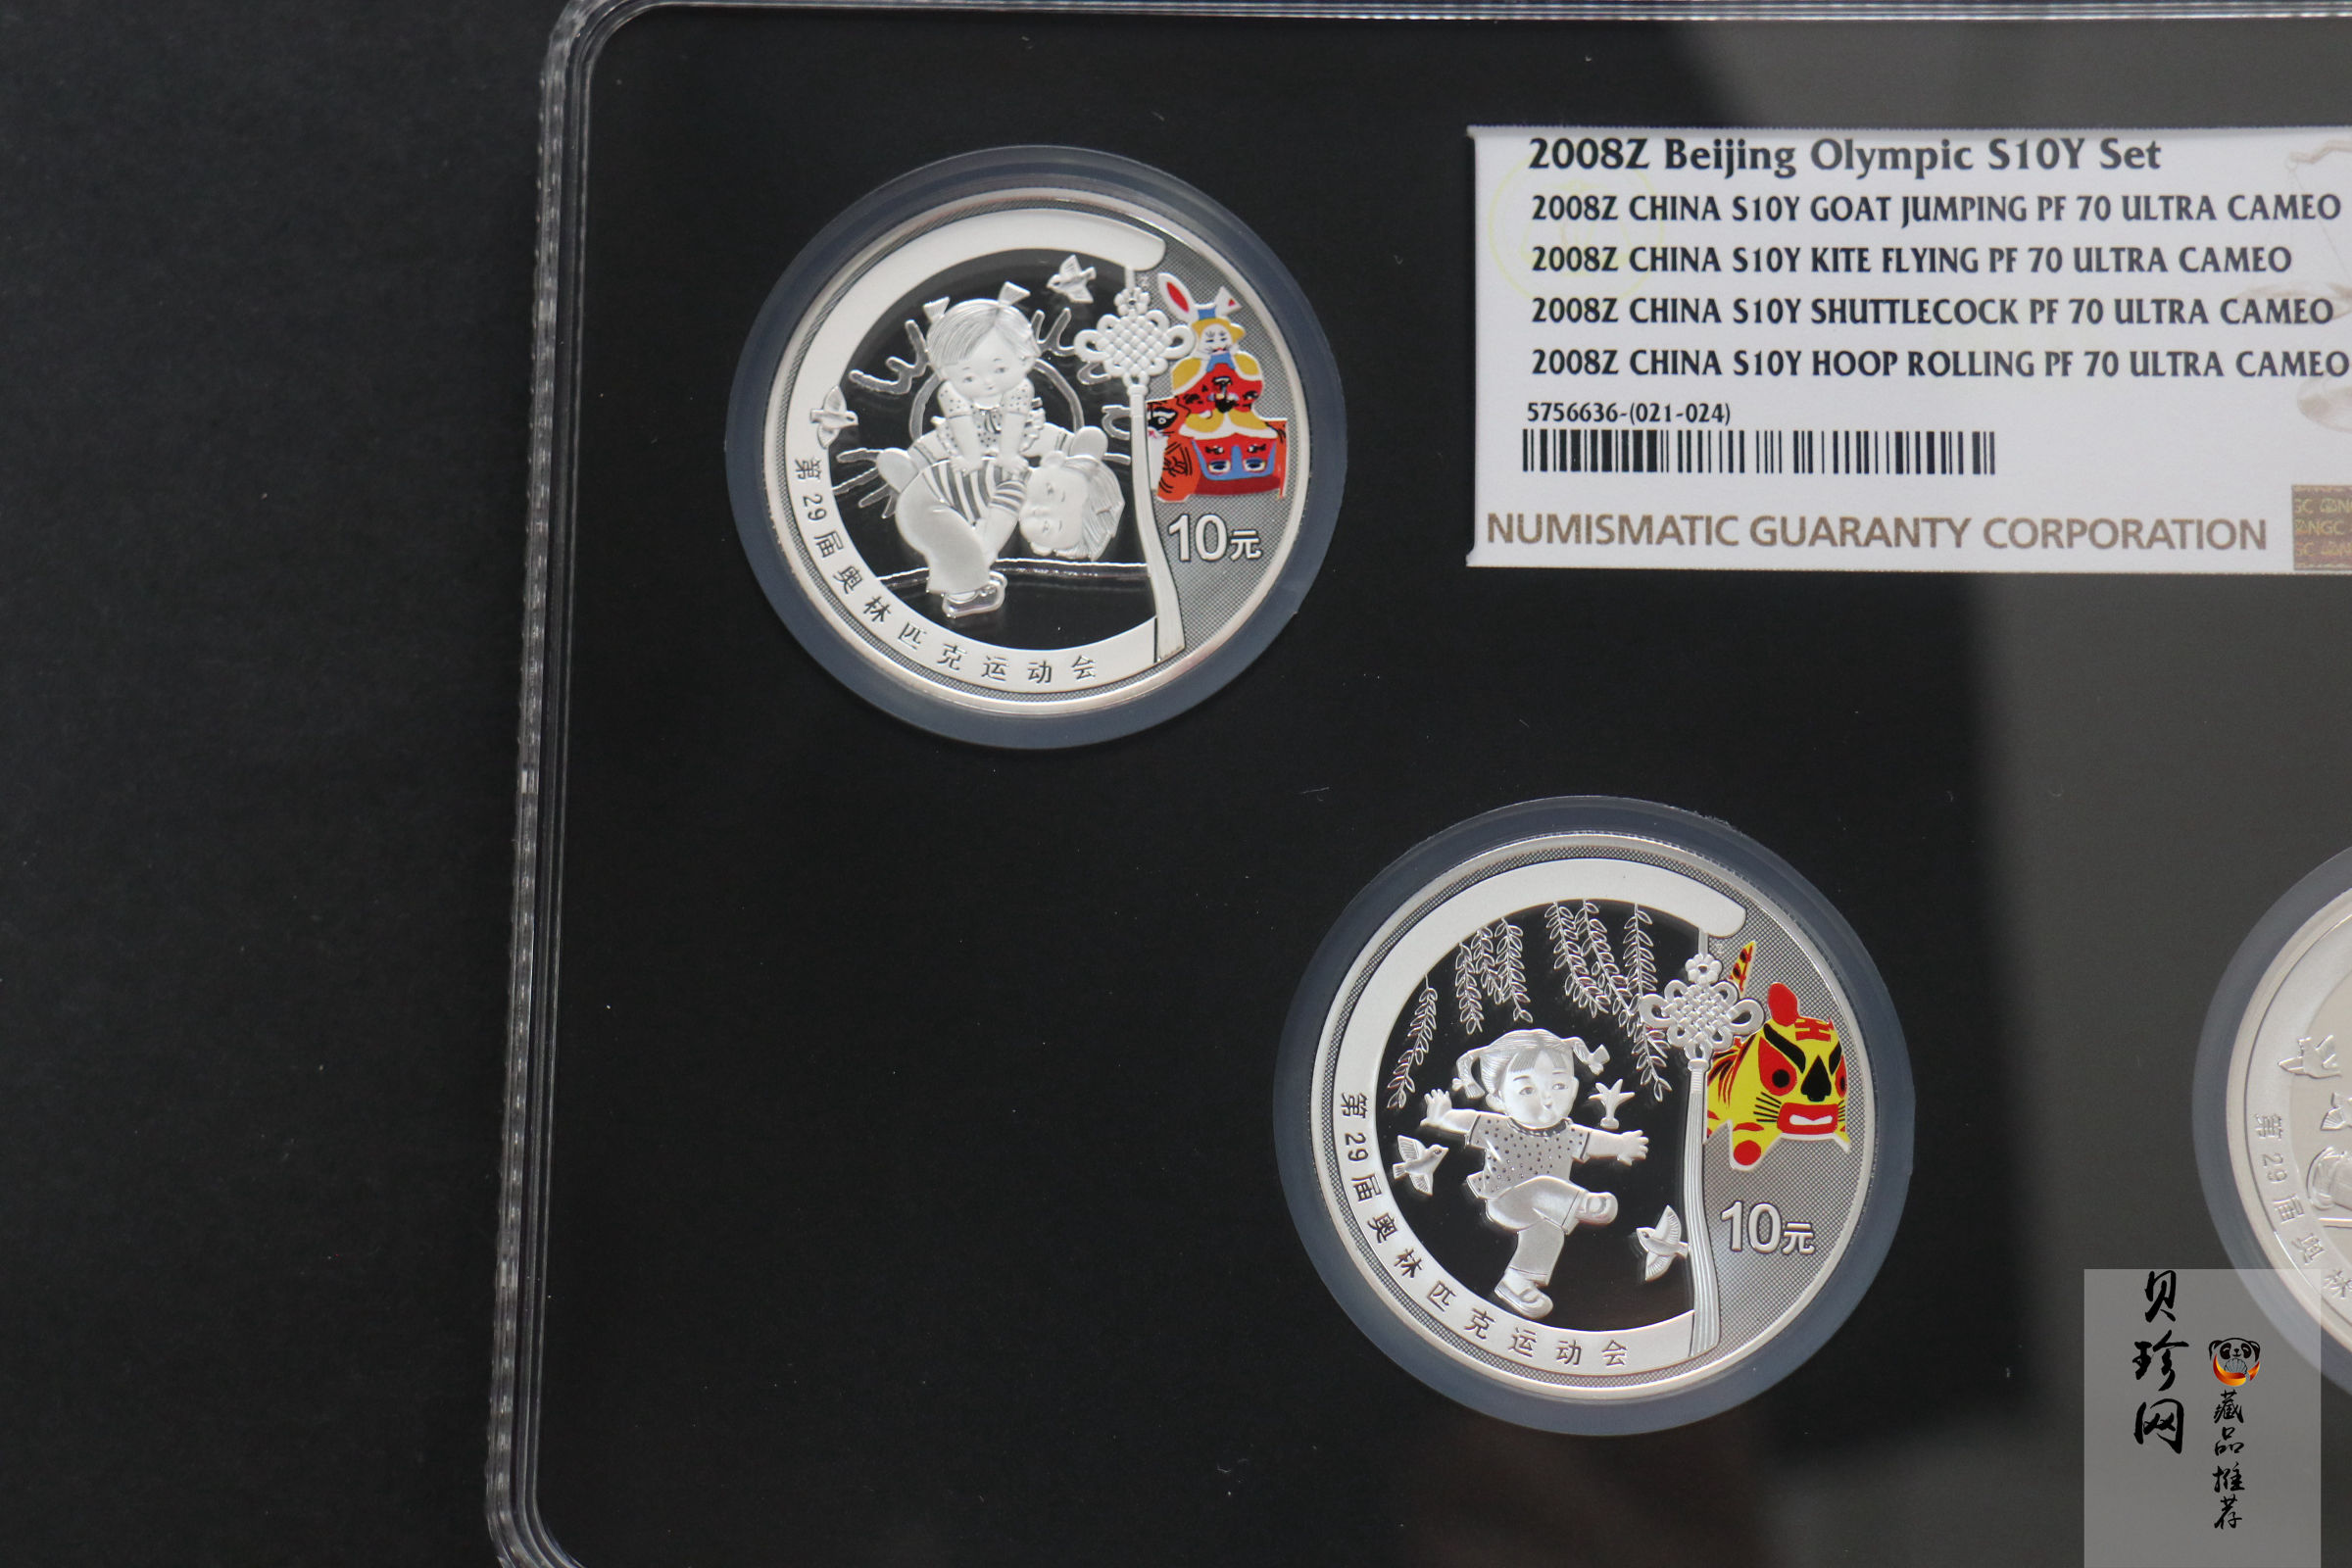 2008Z Beijing Olympic S10Y Set
2008Z CHINA S10Y GOAT JUMPING PF 70 ULTRA CAMEO
2008Z CHINA S10Y KITE FLYING PF 70 ULTRA CAMEO
2008Z CHINA S10Y SHUTTLECOCK PF 70 ULTRA CAMEO
2008Z CHINA S10Y HOOP ROLLING PF 70 ULTRA CAMEO
5756636-(021-024)
NUMISMATIC GUARANTY CORPORATION
NGC
10元
第29届奥林匹克运动会
10元
第29届奥林匹克运动会
第29届奥林
贝珍网
藏品推荐